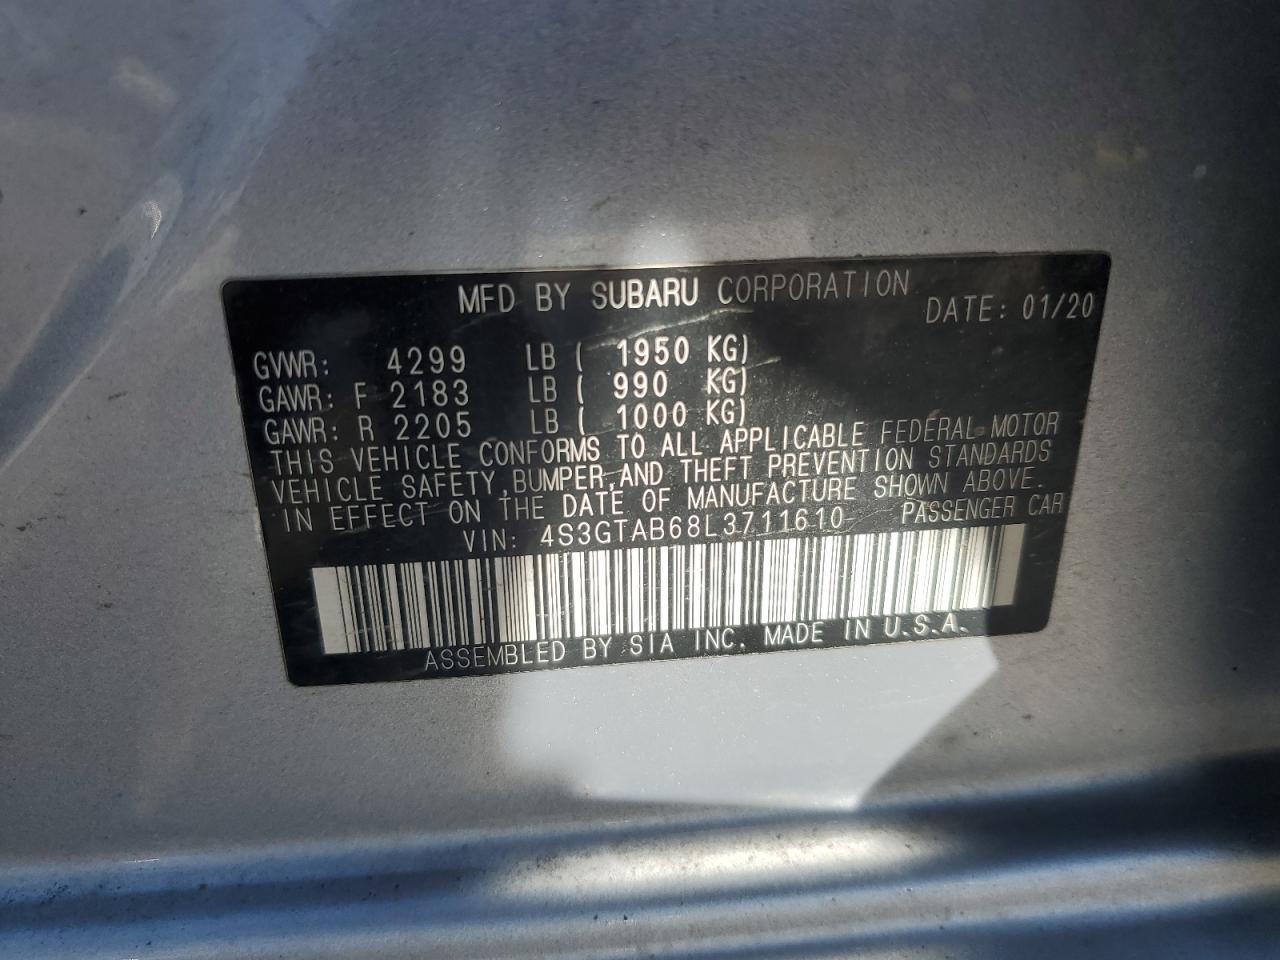 MFD BY SUBARU CORPORATION
DATE: 01/20
GVWR: 4299 LB ( 1950 KG)
GAWR: F 2183 LB ( 990 KG)
GAWR: R 2205 LB ( 1000 KG)
THIS VEHICLE CONFORMS TO ALL APPLICABLE FEDERAL MOTOR
VEHICLE SAFETY,BUMPER,AND THEFT PREVENTION STANDARDS
IN EFFECT ON THE DATE OF MANUFACTURE SHOWN ABOVE.
VIN: 4S3GTAB68L3711610 PASSENGER CAR
ASSEMBLED BY SIA INC. MADE IN U.S.A.